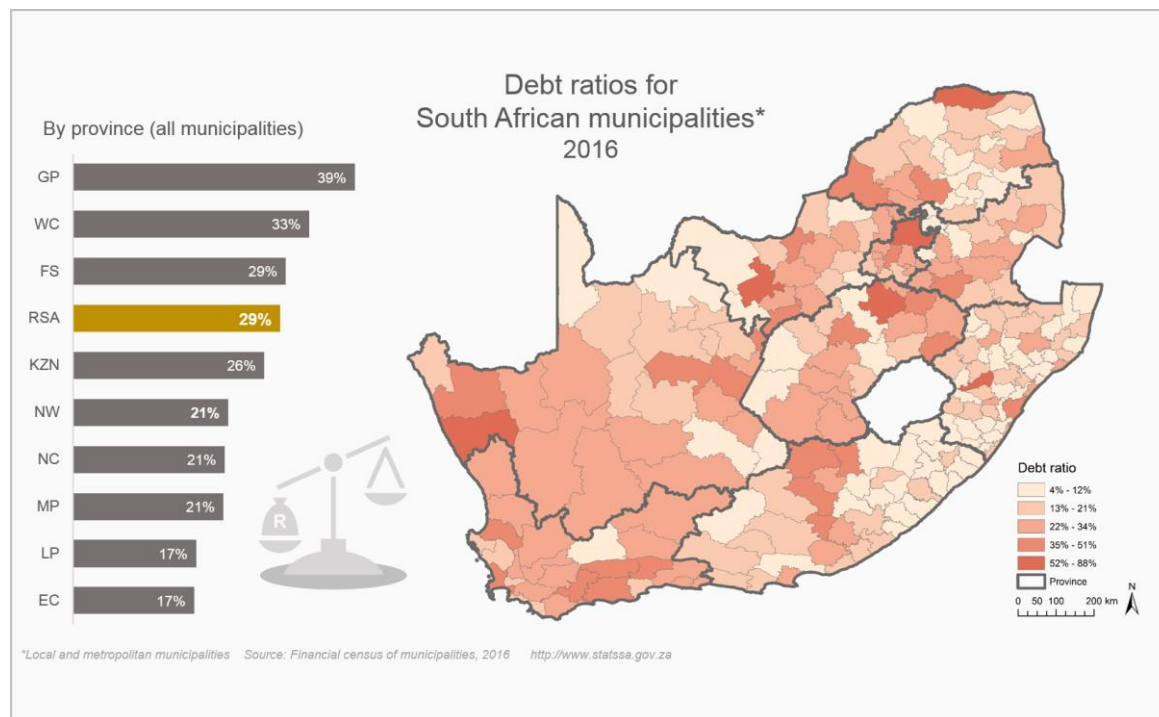 Debt ratios for
South African municipalities*
2016
By province (all municipalities)
GP 39%
WC 33%
FS 29%
RSA 29%
KZN 26%
NW 21%
NC 21%
MP 21%
LP 17%
EC 17%
R
Debt ratio
4% - 12%
13% - 21%
22% - 34%
35% - 51%
52% - 88%
Province
N
0 50 100 200 km
*Local and metropolitan municipalities Source: Financial census of municipalities, 2016 http://www.statssa.gov.za